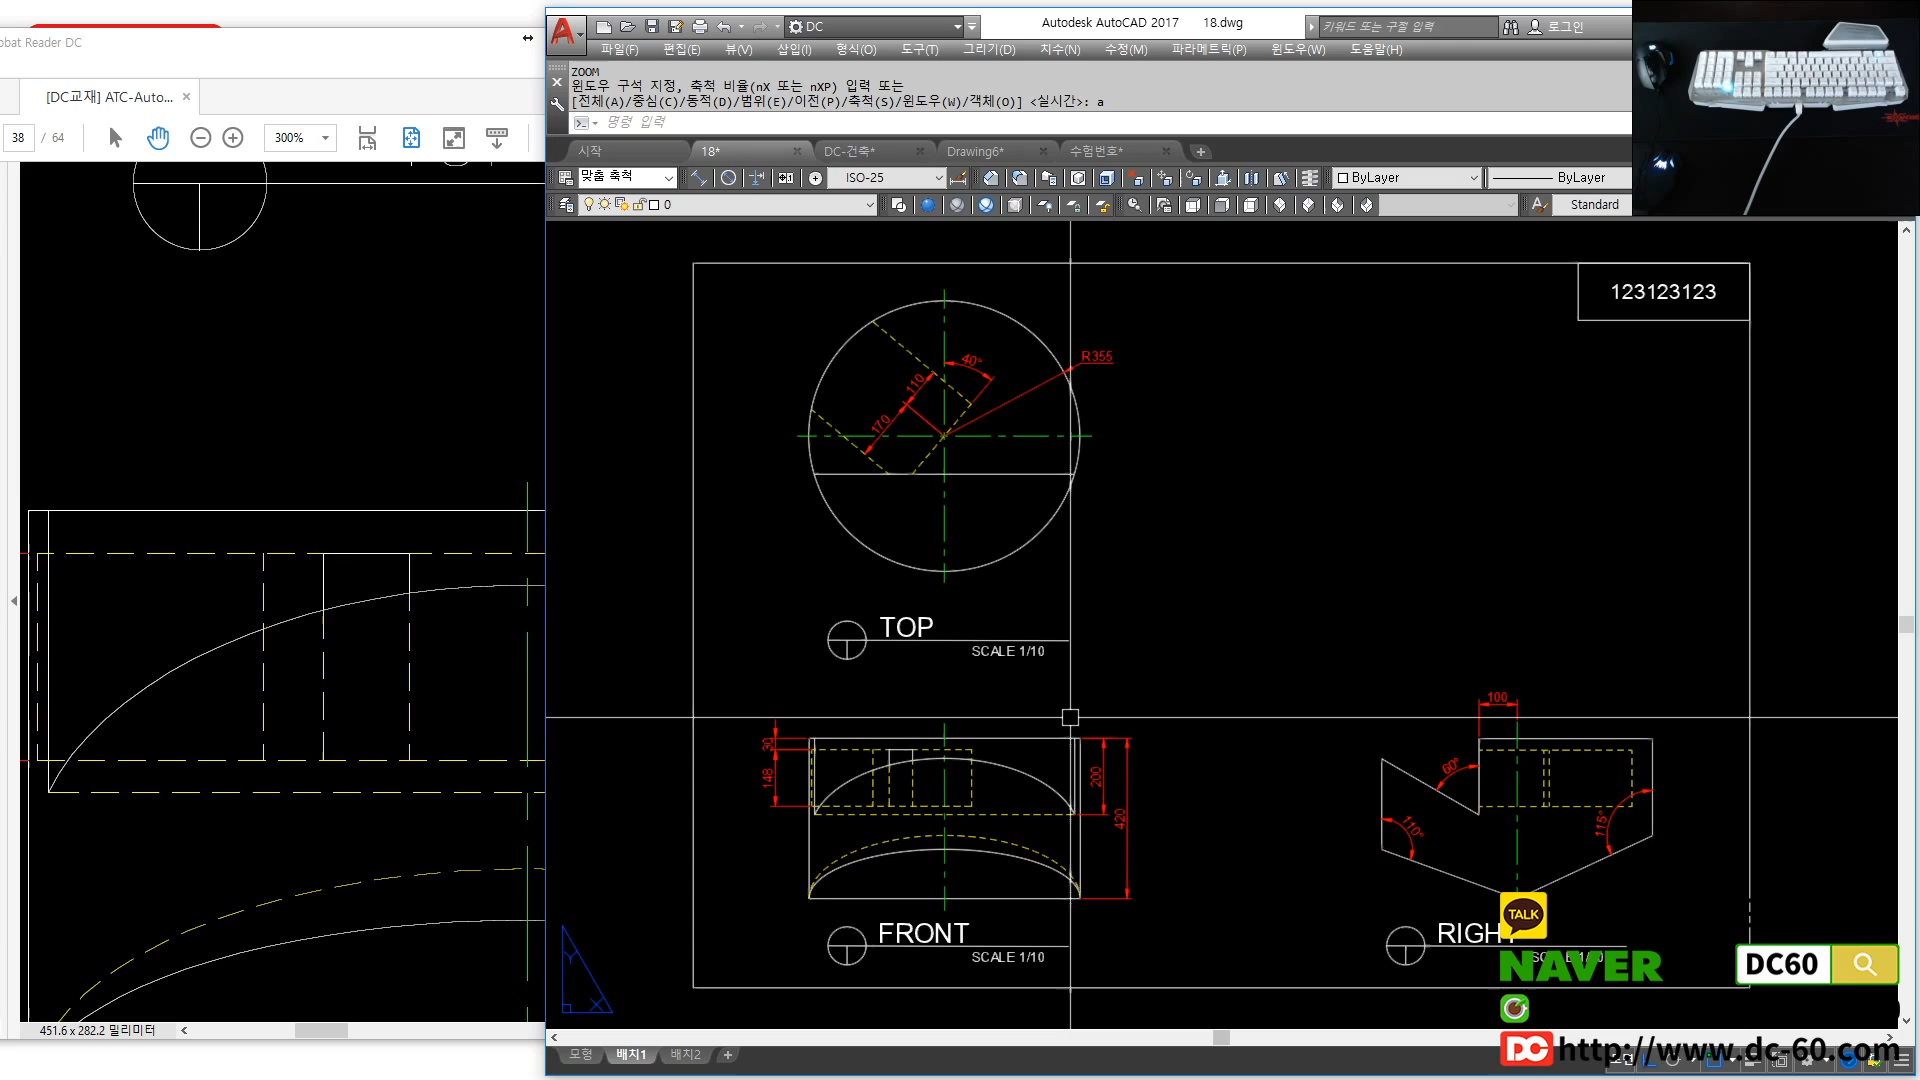 obat Reader DC
[DC교재] ATC-Auto...
38 / 64
300%
451.6 x 282.2 밀리미터
DC
Autodesk AutoCAD 2017 18.dwg
키워드 또는 구절 입력
로그인
파일(F) 편집(E) 뷰(V) 삽입(I) 형식(O) 도구(T) 그리기(D) 치수(N) 수정(M) 파라메트릭(P) 윈도우(W) 도움말(H)
ZOOM
윈도우 구석 지정, 축척 비율(nX 또는 nXP) 입력 또는
[전체(A)/중심(C)/동적(D)/범위(E)/이전(P)/축척(S)/윈도우(W)/객체(O)] <실시간>: a
명령 입력
시작 18* DC-건축* Drawing6* 수험번호*
맞춤 축척 ISO-25 ByLayer ByLayer
0 Standard
123123123
40°
R355
110
170
TOP
SCALE 1/10
100
30
148
200
420
60°
110°
115°
FRONT
SCALE 1/10
TALK
NAVER
DC60
Y
X
모형 배치1 배치2
DC http://www.dc-60.com